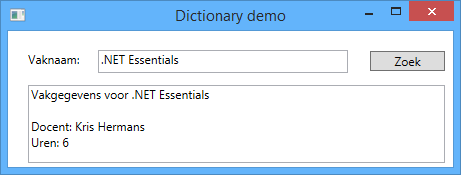 Dictionary demo
Vaknaam: .NET Essentials Zoek
Vakgegevens voor .NET Essentials
Docent: Kris Hermans
Uren: 6